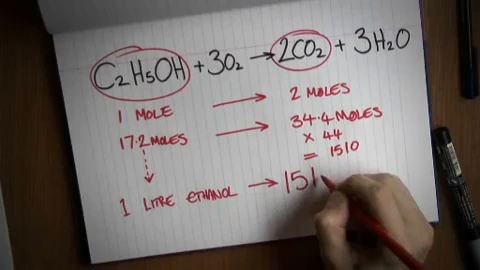 C2H5OH + 3O2 → 2CO2 + 3H2O
1 MOLE → 2 MOLES
17.2 MOLES → 34.4 MOLES
× 44
= 1510
1 LITRE ETHANOL → 151